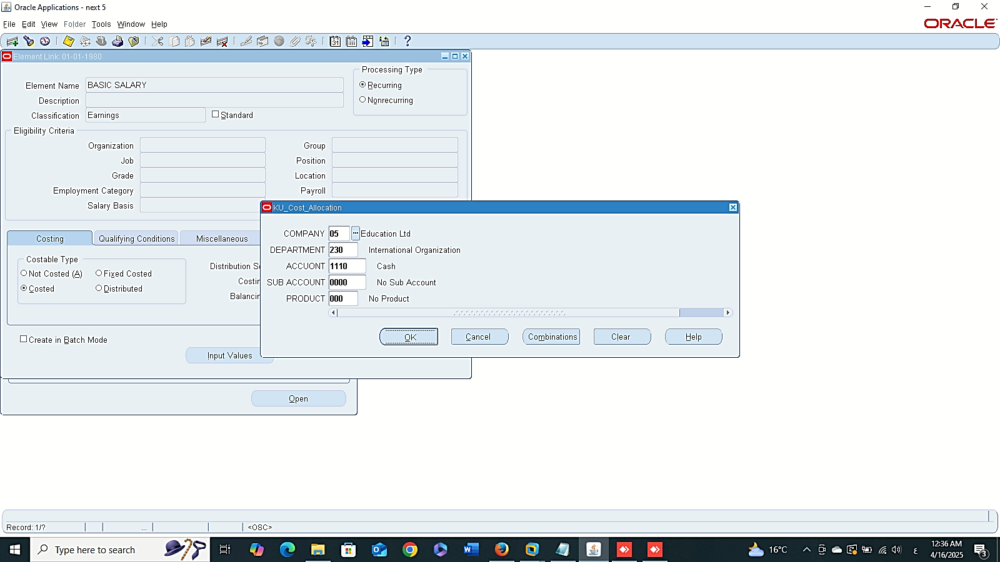 Oracle Applications - next 5
File Edit View Folder Tools Window Help
ORACLE
Element Link: 01-01-1980
Processing Type
Element Name BASIC SALARY
Recurring
Description
Nonrecurring
Classification Earnings Standard
Eligibility Criteria
Organization Group
Job Position
Grade Location
Employment Category Payroll
Salary Basis
KU_Cost_Allocation
COMPANY 05 Education Ltd
DEPARTMENT 230 International Organization
ACCUONT 1110 Cash
SUB ACCOUNT 0000 No Sub Account
PRODUCT 000 No Product
OK Cancel Combinations Clear Help
Costing Qualifying Conditions Miscellaneous
Costable Type
Not Costed (A) Fixed Costed
Costed Distributed
Distribution S
Costin
Balancin
Create in Batch Mode
Input Values
Open
Record: 1/? ... <OSC>
Type here to search
16°C
ع
12:36 AM
4/16/2025
3